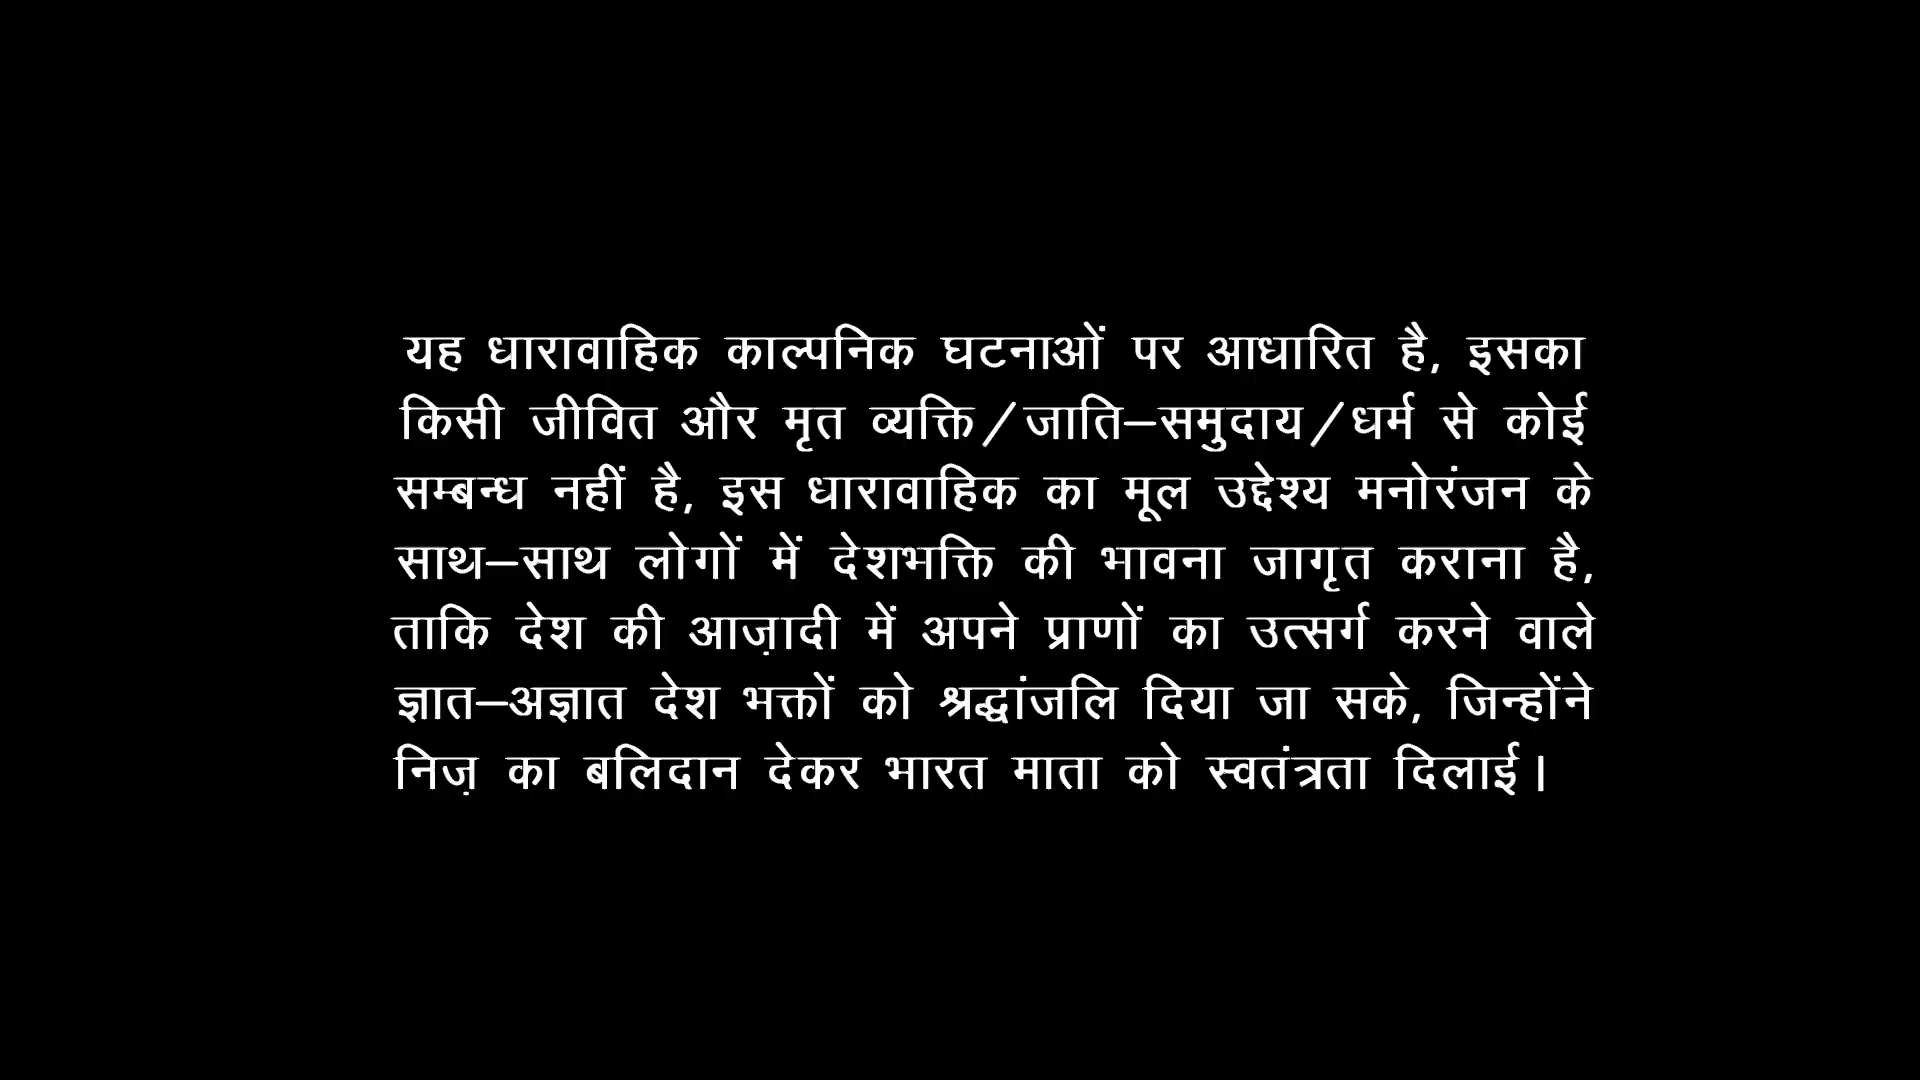 यह धारावाहिक काल्पनिक घटनाओं पर आधारित है, इसका
किसी जीवित और मृत व्यक्ति/जाति–समुदाय/धर्म से कोई
सम्बन्ध नहीं है, इस धारावाहिक का मूल उद्देश्य मनोरंजन के
साथ–साथ लोगों में देशभक्ति की भावना जागृत कराना है,
ताकि देश की आज़ादी में अपने प्राणों का उत्सर्ग करने वाले
ज्ञात–अज्ञात देश भक्तों को श्रद्धांजलि दिया जा सके, जिन्होंने
निज़ का बलिदान देकर भारत माता को स्वतंत्रता दिलाई।